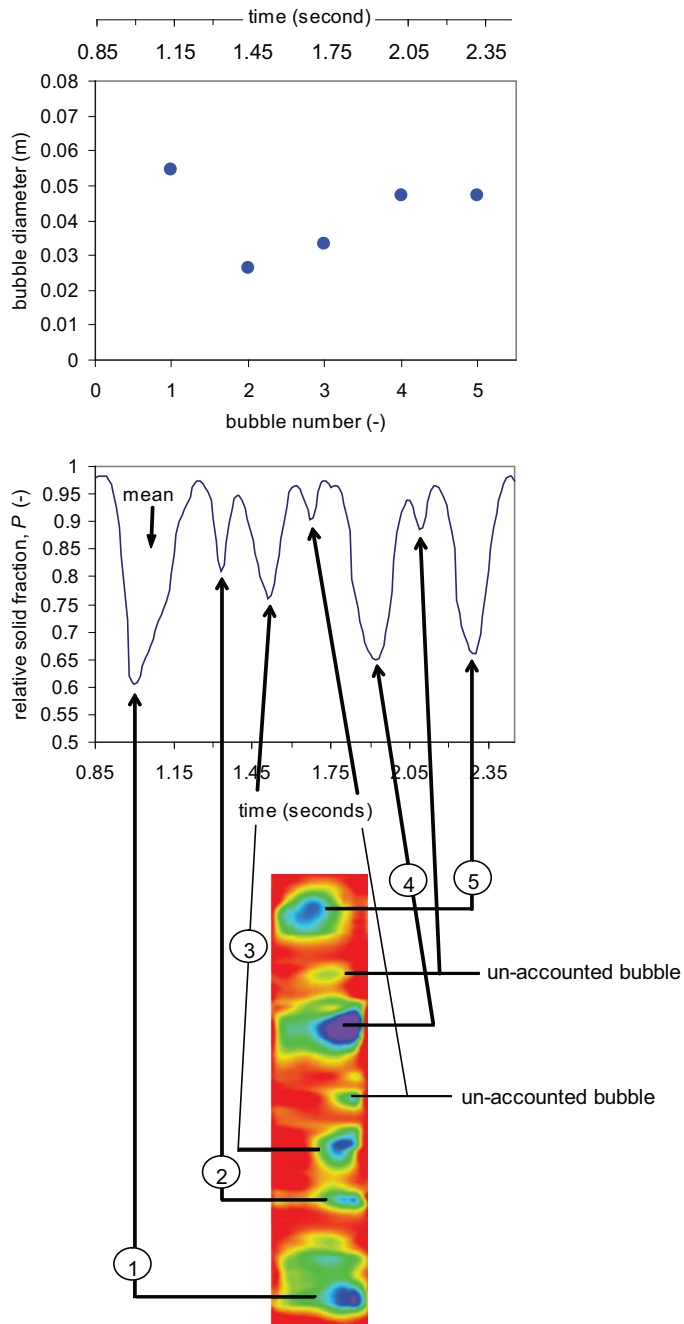 time (second)
0.85 1.15 1.45 1.75 2.05 2.35
0.08
0.07
0.06
0.05
0.04
0.03
0.02
0.01
0
bubble diameter (m)
0 1 2 3 4 5
bubble number (-)
1
0.95
0.9
0.85
0.8
0.75
0.7
0.65
0.6
0.55
0.5
relative solid fraction, P (-)
mean
0.85 1.15 1.45 1.75 2.05 2.35
time (seconds)
4
5
3
un-accounted bubble
un-accounted bubble
2
1